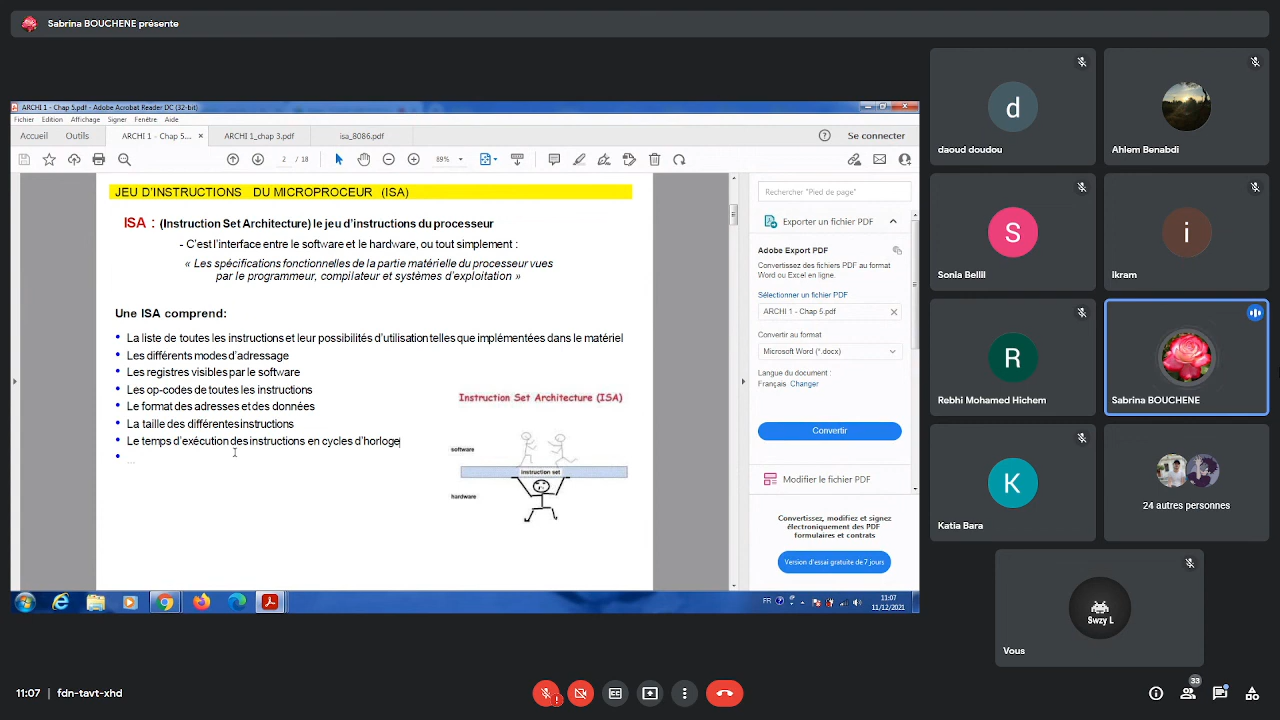 Sabrina BOUCHENE présente
ARCHI 1 - Chap 5.pdf - Adobe Acrobat Reader DC (32-bit)
Fichier Edition Affichage Signer Fenêtre Aide
Accueil Outils ARCHI 1 - Chap 5... × ARCHI 1_chap 3.pdf isa_8086.pdf Se connecter
2 / 18 89%
JEU D'INSTRUCTIONS DU MICROPROCEUR (ISA)
ISA : (Instruction Set Architecture) le jeu d'instructions du processeur
- C'est l'interface entre le software et le hardware, ou tout simplement :
« Les spécifications fonctionnelles de la partie matérielle du processeur vues
par le programmeur, compilateur et systèmes d'exploitation »
Une ISA comprend:
• La liste de toutes les instructions et leur possibilités d'utilisation telles que implémentées dans le matériel
• Les différents modes d'adressage
• Les registres visibles par le software
• Les op-codes de toutes les instructions
• Le format des adresses et des données
• La taille des différentes instructions
• Le temps d'exécution des instructions en cycles d'horloge
• ...
Instruction Set Architecture (ISA)
software
instruction set
hardware
Rechercher "Pied de page"
Exporter un fichier PDF
Adobe Export PDF
Convertissez des fichiers PDF au format
Word ou Excel en ligne.
Sélectionner un fichier PDF
ARCHI 1 - Chap 5.pdf
Convertir au format
Microsoft Word (*.docx)
Langue du document :
Français Changer
Convertir
Modifier le fichier PDF
Convertissez, modifiez et signez
électroniquement des PDF
formulaires et contrats
Version d'essai gratuite de 7 jours
FR
11:07
11/12/2021
d
daoud doudou
Ahlem Benabdi
S
Sonia Bellil
i
Ikram
R
Rebhi Mohamed Hichem
Sabrina BOUCHENE
K
Katia Bara
24 autres personnes
Swzy L
Vous
11:07 | fdn-tavt-xhd
33